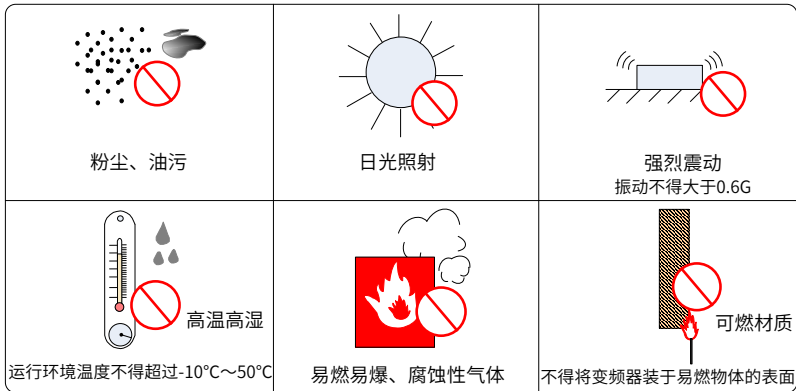 粉尘、油污
日光照射
强烈震动
振动不得大于0.6G
高温高湿
运行环境温度不得超过-10℃～50℃
易燃易爆、腐蚀性气体
可燃材质
不得将变频器装于易燃物体的表面